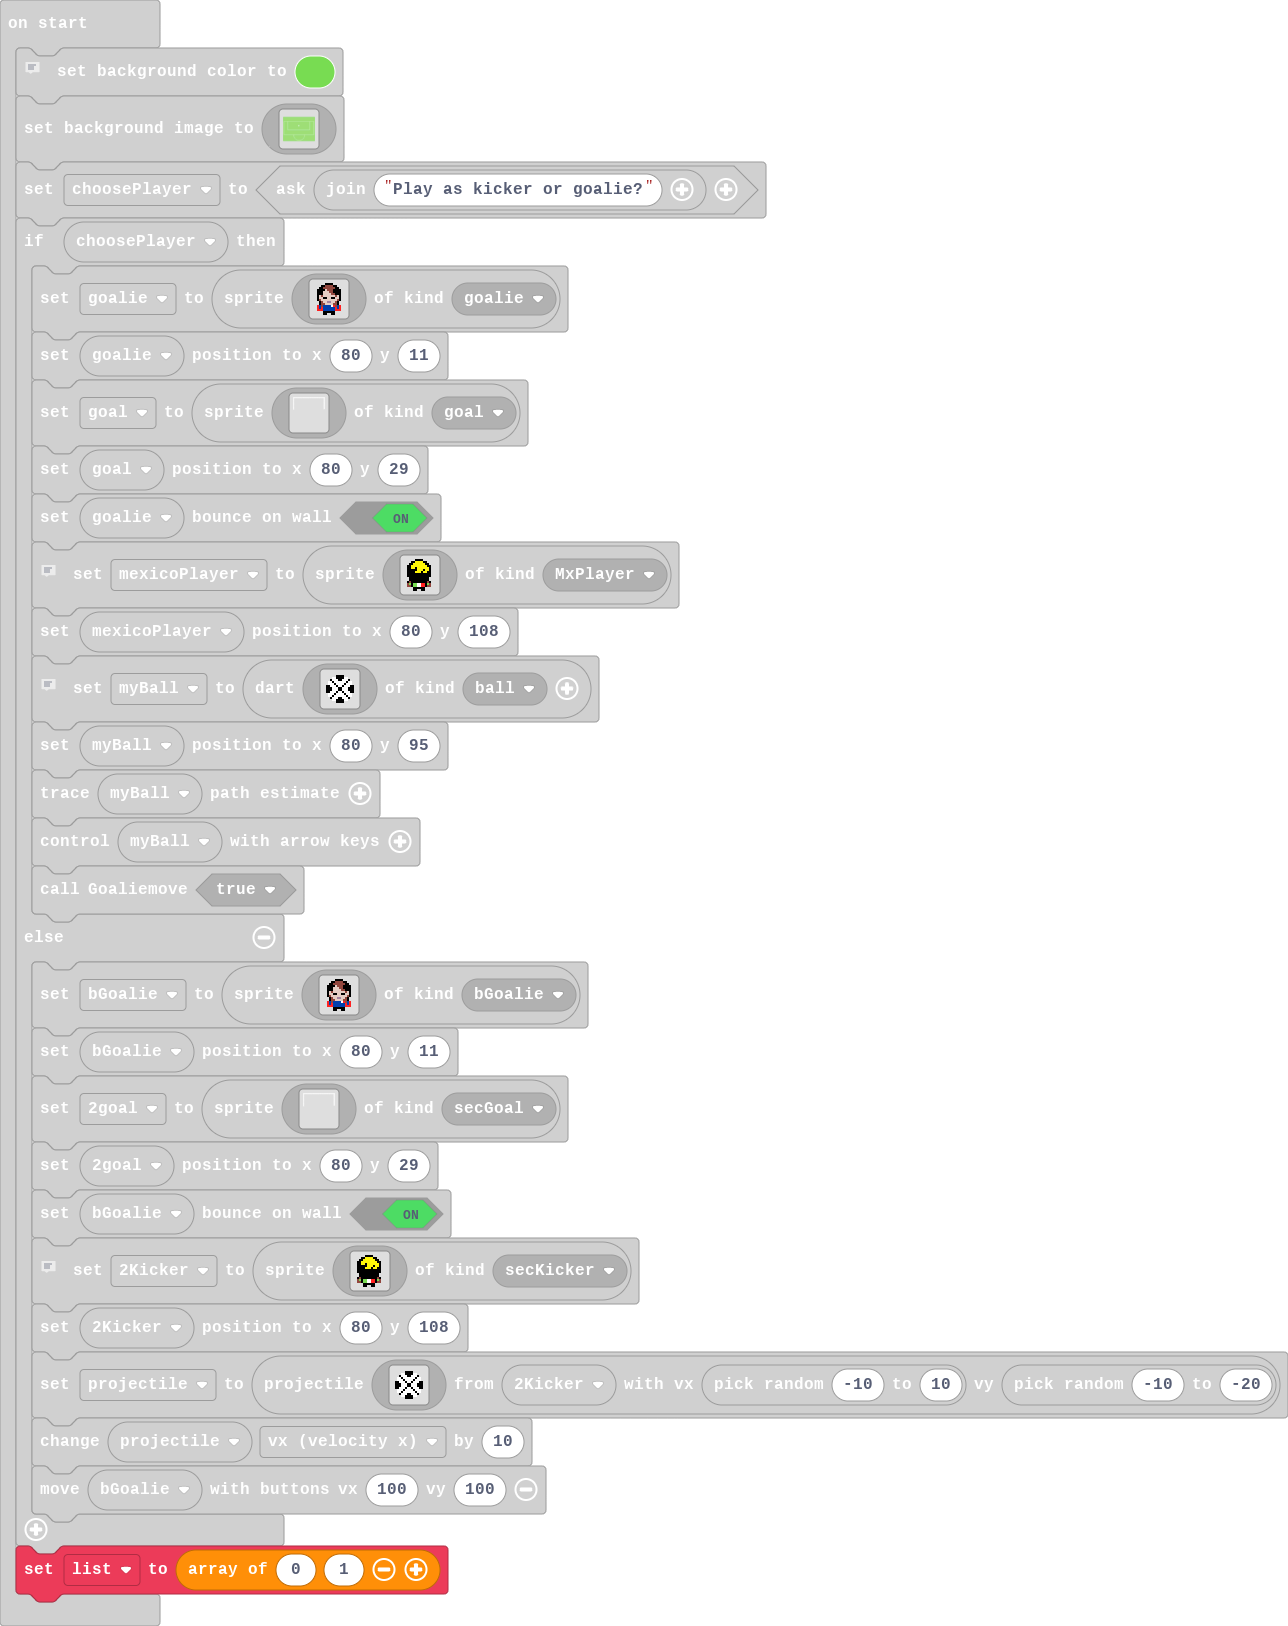 on start
set background color to
set background image to
set choosePlayer to ask join "Play as kicker or goalie?"
if choosePlayer then
set goalie to sprite of kind goalie
set goalie position to x 80 y 11
set goal to sprite of kind goal
set goal position to x 80 y 29
set goalie bounce on wall ON
set mexicoPlayer to sprite of kind MxPlayer
set mexicoPlayer position to x 80 y 108
set myBall to dart of kind ball
set myBall position to x 80 y 95
trace myBall path estimate
control myBall with arrow keys
call Goaliemove true
else
set bGoalie to sprite of kind bGoalie
set bGoalie position to x 80 y 11
set 2goal to sprite of kind secGoal
set 2goal position to x 80 y 29
set bGoalie bounce on wall ON
set 2Kicker to sprite of kind secKicker
set 2Kicker position to x 80 y 108
set projectile to projectile from 2Kicker with vx pick random -10 to 10 vy pick random -10 to -20
change projectile vx (velocity x) by 10
move bGoalie with buttons vx 100 vy 100
set list to array of 0 1